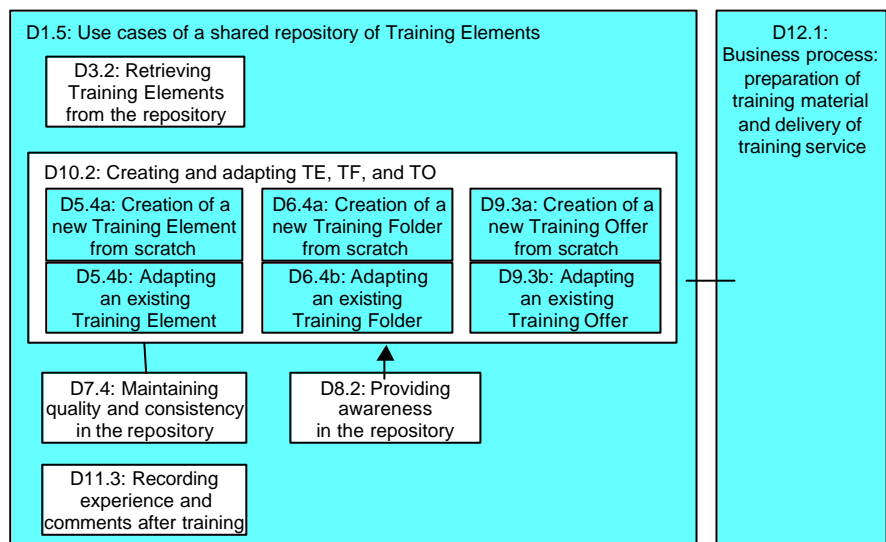 D1.5: Use cases of a shared repository of Training Elements
D3.2: Retrieving
Training Elements
from the repository
D10.2: Creating and adapting TE, TF, and TO
D5.4a: Creation of a
new Training Element
from scratch
D6.4a: Creation of a
new Training Folder
from scratch
D9.3a: Creation of a
new Training Offer
from scratch
D5.4b: Adapting
an existing
Training Element
D6.4b: Adapting
an existing
Training Folder
D9.3b: Adapting
an existing
Training Offer
D7.4: Maintaining
quality and consistency
in the repository
D8.2: Providing
awareness
in the repository
D11.3: Recording
experience and
comments after training
D12.1:
Business process:
preparation of
training material
and delivery of
training service